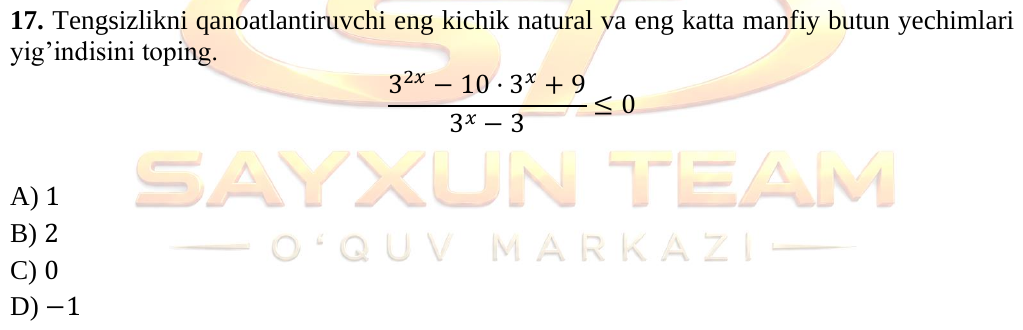 17. Tengsizlikni qanoatlantiruvchi eng kichik natural va eng katta manfiy butun yechimlari
yig’indisini toping.
\frac{3^{2x} − 10 · 3^x + 9}{3^x − 3} ≤ 0
SAYXUN TEAM
A) 1
B) 2
O‘QUV MARKAZI
C) 0
D) −1